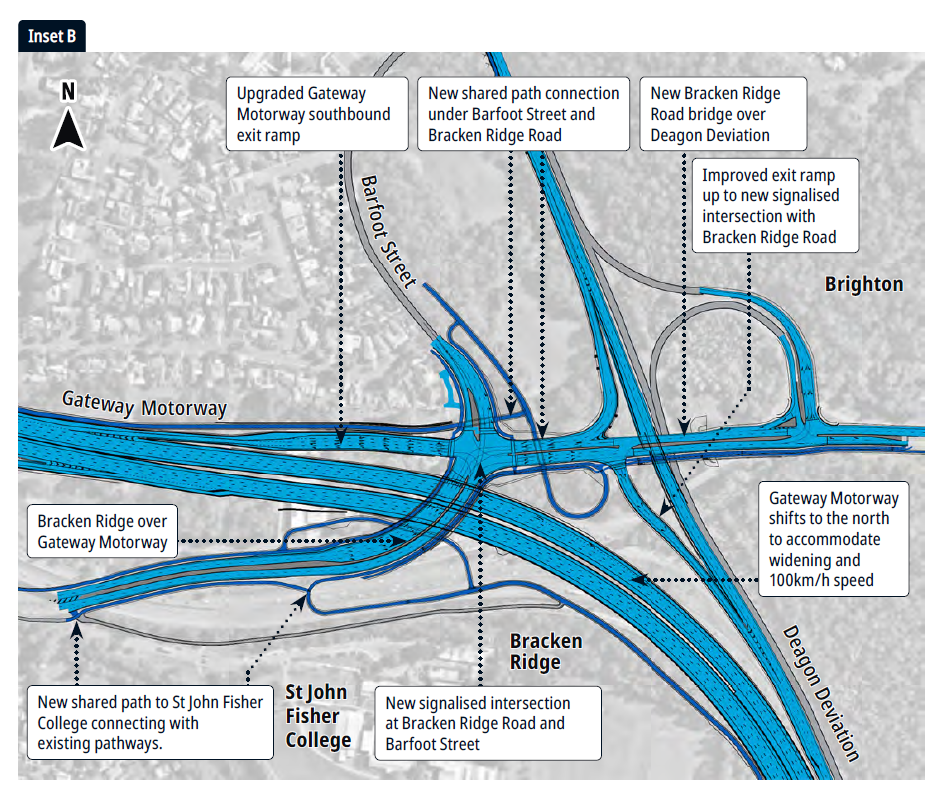 Inset B
N
Upgraded Gateway
Motorway southbound
exit ramp
New shared path connection
under Barfoot Street and
Bracken Ridge Road
New Bracken Ridge
Road bridge over
Deagon Deviation
Improved exit ramp
up to new signalised
intersection with
Bracken Ridge Road
Barfoot Street
Brighton
Gateway Motorway
Bracken Ridge over
Gateway Motorway
Gateway Motorway
shifts to the north
to accommodate
widening and
100km/h speed
Bracken
Ridge
Deagon Deviation
New shared path to St John Fisher
College connecting with
existing pathways.
St John
Fisher
College
New signalised intersection
at Bracken Ridge Road and
Barfoot Street